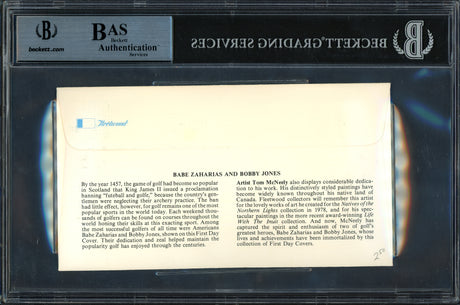 BAS
Beckett
Authentication
Services
beckett.com
BECKETT GRADING SERVICES
Fleetwood
BABE ZAHARIAS AND BOBBY JONES
By the year 1457, the game of golf had become so popular
in Scotland that King James II issued a proclamation
banning "futeball and golfe," because the country's gen-
tlemen were neglecting their archery practice. The ban
had little effect, however, for golf remains one of the most
popular sports in the world today. Each weekend thou-
sands of golfers can be found on courses throughout the
world testing their skills at this exacting sport. Among
the most successful golfers of all time were Americans
Babe Zaharias and Bobby Jones, shown on this First Day
Cover. Their dedication and zeal helped maintain the
popularity golf has enjoyed through the centuries.
Artist Tom McNeely also displays considerable dedica-
tion to his work. His distinctively styled paintings have
become widely known throughout his native land of
Canada. Fleetwood collectors will remember this artist
for the lovely works of art he created for the
Northern Lights collection in 1978, and for his spec-
tacular paintings in the more recent award-winning Life
With The Inuit collection. And now, McNeely has
captured the spirit and enthusiasm of two of golf's
greatest heroes, Babe Zaharias and Bobby Jones, whose
lives and achievements have been immortalized by this
collection of First Day Covers.